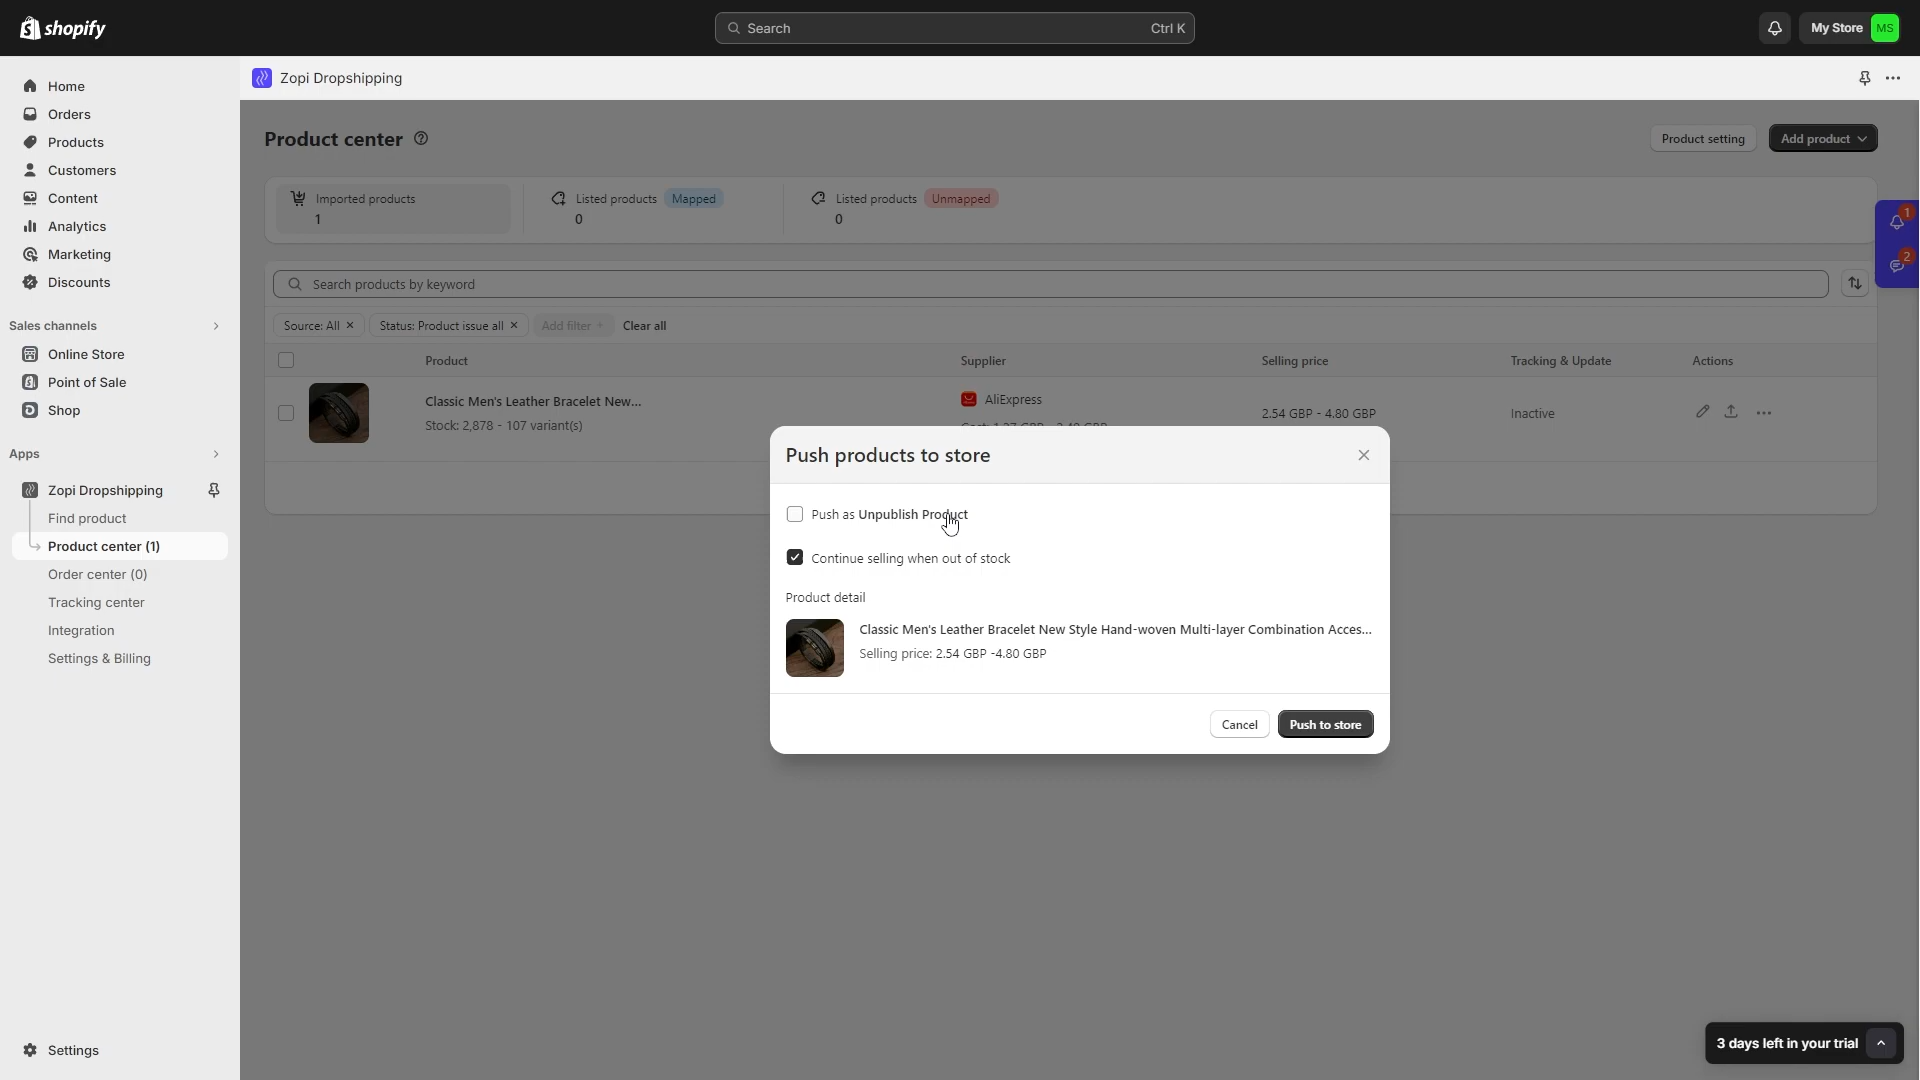 shopify
Search
Ctrl K
My Store
MS
Home
Orders
Products
Customers
Content
Analytics
Marketing
Discounts
Sales channels
Online Store
Point of Sale
Shop
Apps
Zopi Dropshipping
Find product
Product center (1)
Order center (0)
Tracking center
Integration
Settings & Billing
Settings
Zopi Dropshipping
Product center
Product setting
Add product
Imported products
1
Listed products Mapped
0
Listed products Unmapped
0
1
2
Search products by keyword
Source: All
Status: Product issue all
Add filter +
Clear all
Product
Supplier
Selling price
Tracking & Update
Actions
Classic Men's Leather Bracelet New...
Stock: 2,878 - 107 variant(s)
AliExpress
2.54 GBP - 4.80 GBP
Inactive
Push products to store
Push as Unpublish Product
Continue selling when out of stock
Product detail
Classic Men's Leather Bracelet New Style Hand-woven Multi-layer Combination Acces...
Selling price: 2.54 GBP -4.80 GBP
Cancel
Push to store
3 days left in your trial